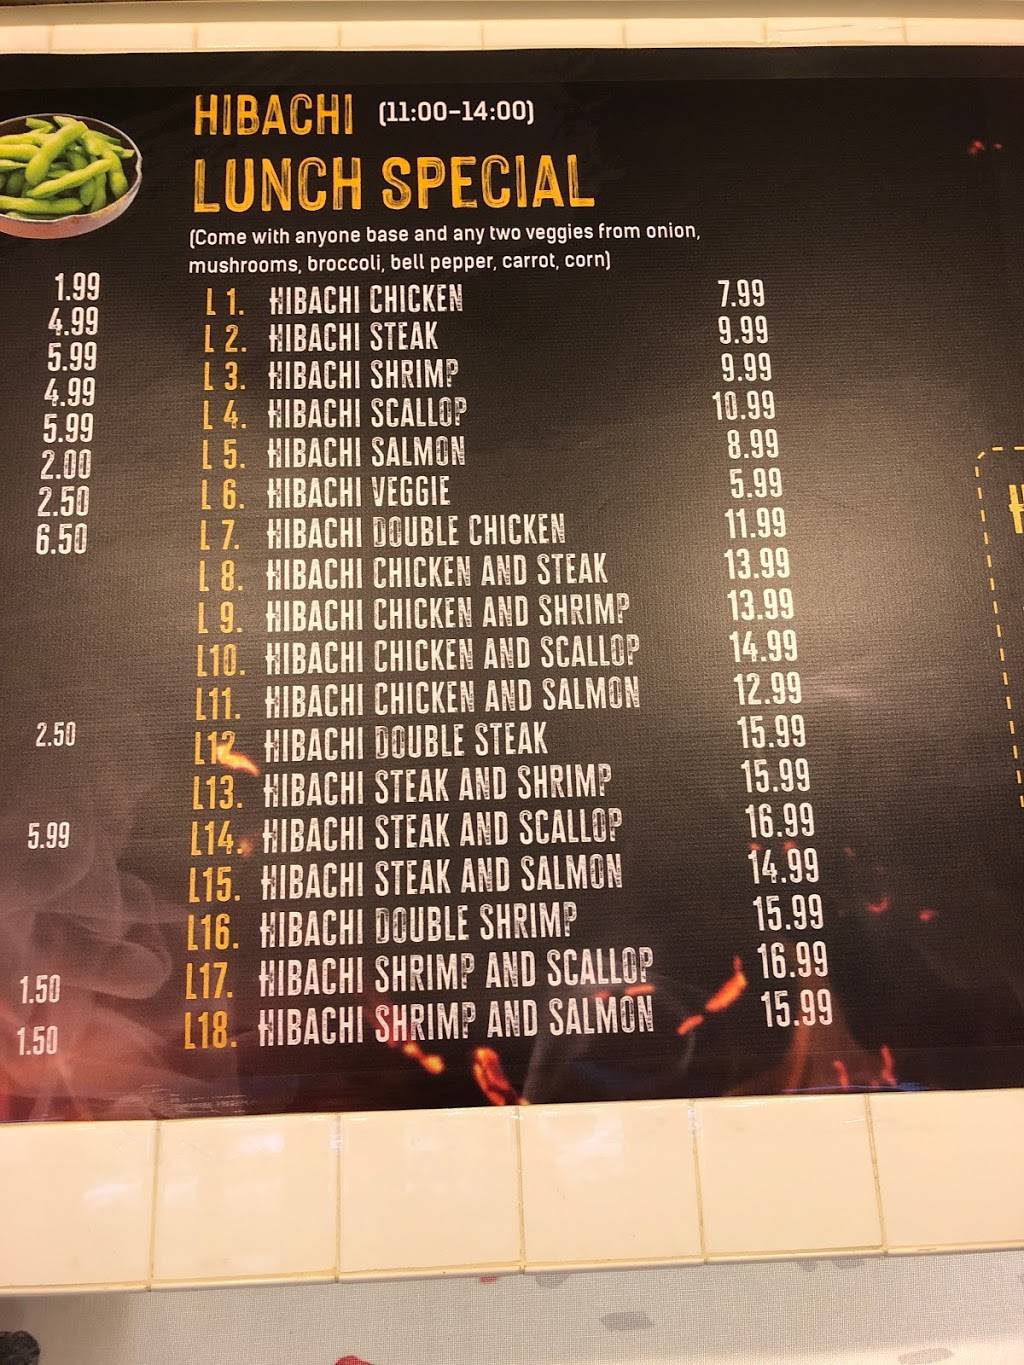 HIBACHI (11:00-14:00)
LUNCH SPECIAL
(Come with anyone base and any two veggies from onion,
mushrooms, broccoli, bell pepper, carrot, corn)
1.99
4.99
5.99
4.99
5.99
2.00
2.50
6.50
2.50
5.99
1.50
1.50
L 1. HIBACHI CHICKEN 7.99
L 2. HIBACHI STEAK 9.99
L 3. HIBACHI SHRIMP 9.99
L 4. HIBACHI SCALLOP 10.99
L 5. HIBACHI SALMON 8.99
L 6. HIBACHI VEGGIE 5.99
L 7. HIBACHI DOUBLE CHICKEN 11.99
L 8. HIBACHI CHICKEN AND STEAK 13.99
L 9. HIBACHI CHICKEN AND SHRIMP 13.99
L10. HIBACHI CHICKEN AND SCALLOP 14.99
L11. HIBACHI CHICKEN AND SALMON 12.99
L12. HIBACHI DOUBLE STEAK 15.99
L13. HIBACHI STEAK AND SHRIMP 15.99
L14. HIBACHI STEAK AND SCALLOP 16.99
L15. HIBACHI STEAK AND SALMON 14.99
L16. HIBACHI DOUBLE SHRIMP 15.99
L17. HIBACHI SHRIMP AND SCALLOP 16.99
L18. HIBACHI SHRIMP AND SALMON 15.99